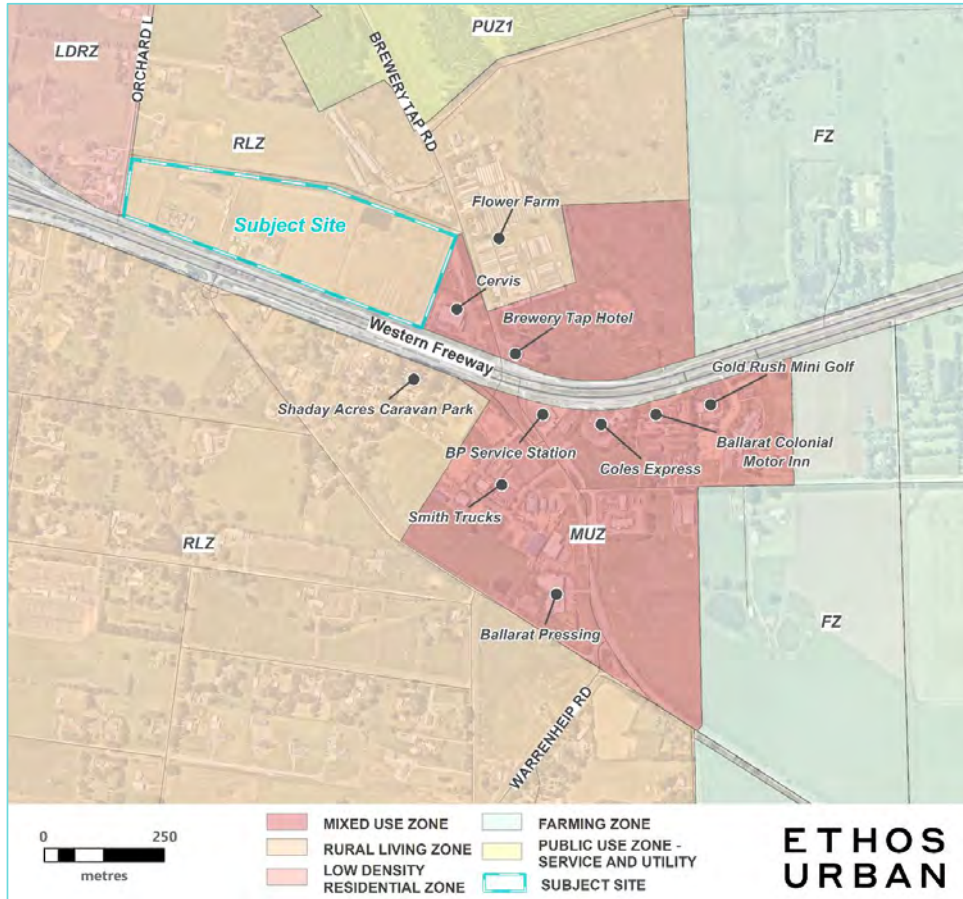 PUZ1
LDRZ
ORCHARD L
BREWERY TAP RD
RLZ
FZ
Flower Farm
Subject Site
Cervis
Brewery Tap Hotel
Western Freeway
Gold Rush Mini Golf
Shaday Acres Caravan Park
BP Service Station
Ballarat Colonial
Motor Inn
Coles Express
Smith Trucks
RLZ
MUZ
Ballarat Pressing
FZ
WARRENHEIP RD
0 250
metres
MIXED USE ZONE
RURAL LIVING ZONE
LOW DENSITY
RESIDENTIAL ZONE
FARMING ZONE
PUBLIC USE ZONE -
SERVICE AND UTILITY
SUBJECT SITE
ETHOS
URBAN